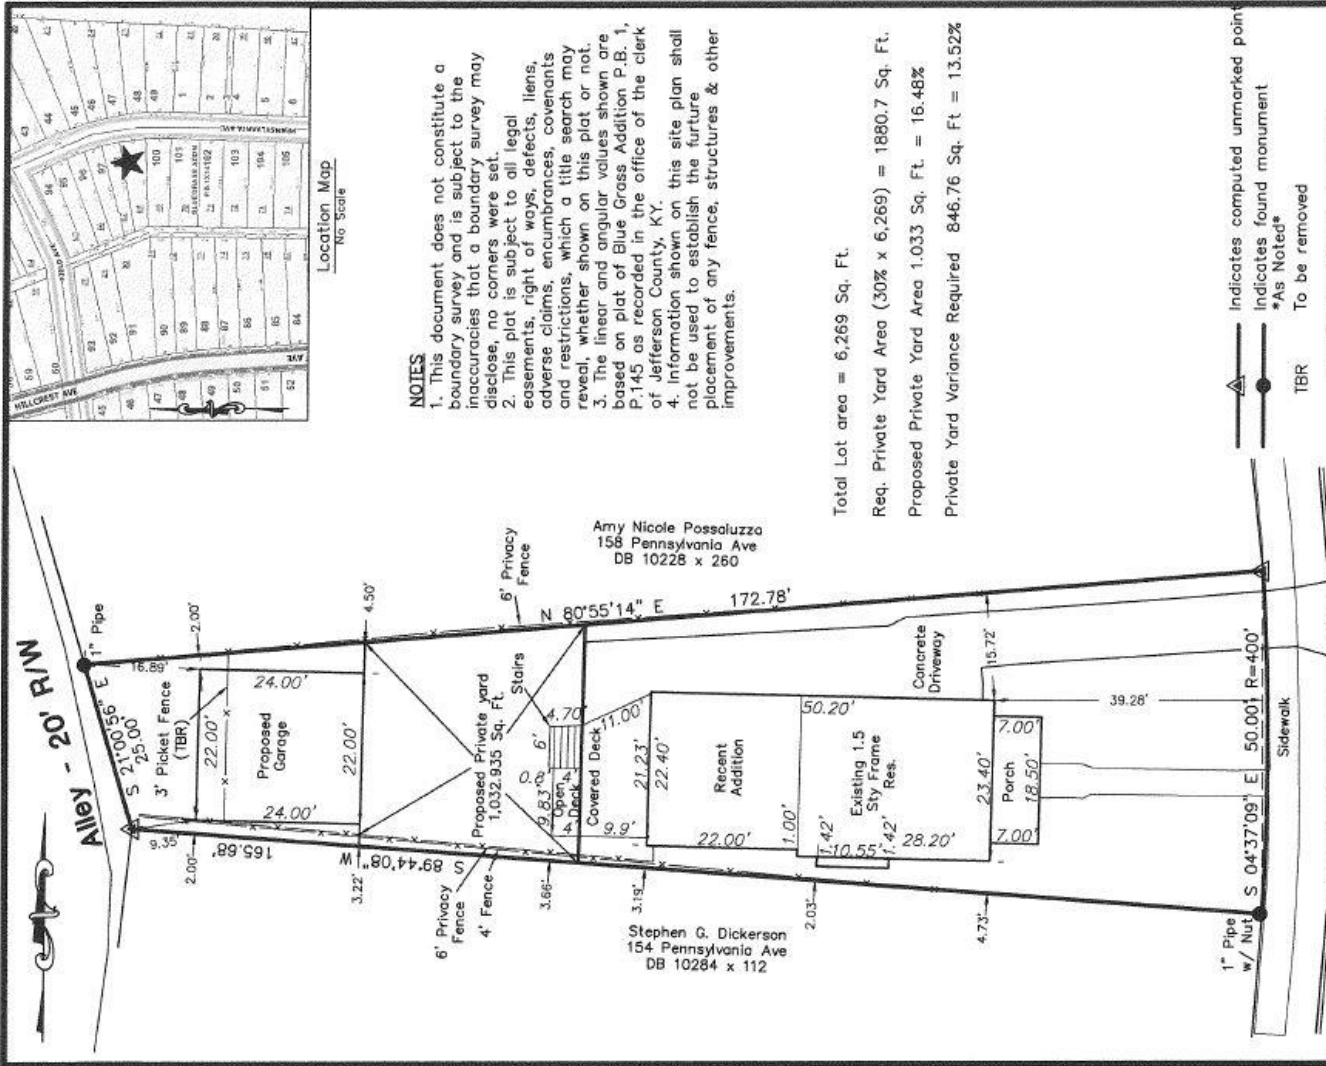 HILLCREST AVE
PENNSYLVANIA AVE
AVE
Location Map
No Scale
NOTES
1. This document does not constitute a
boundary survey and is subject to the
inaccuracies that a boundary survey may
disclose, no corners were set.
2. This plat is subject to all legal
easements, right of ways, defects, liens,
adverse claims, encumbrances, covenants
and restrictions, which a title search may
reveal, whether shown on this plat or not.
3. The linear and angular values shown are
based on plat of Blue Grass Addition P.B. 1,
P.145 as recorded in the office of the clerk
of Jefferson County, KY.
4. Information shown on this site plan shall
not be used to establish the furture
placement of any fence, structures & other
improvements.
Total Lot area = 6,269 Sq. Ft.
Req. Private Yard Area (30% x 6,269) = 1880.7 Sq. Ft.
Proposed Private Yard Area 1.033 Sq. Ft. = 16.48%
Private Yard Variance Required 846.76 Sq. Ft = 13.52%
Indicates computed unmarked point
Indicates found monument
*As Noted*
TBR To be removed
Alley - 20' R/W
1" Pipe
S 21°00'56" E
25.00'
16.89'
2.00'
3' Picket Fence
(TBR)
24.00'
22.00'
Proposed
Garage
22.00'
24.00'
9.35
2.00'
165.68'
S 89°44'08" W
3.22'
4.50'
6' Privacy
Fence
6' Privacy
Fence
4' Fence
Proposed Private yard
1,032.935 Sq. Ft.
Stairs
N 80°55'14" E
172.78'
Amy Nicole Possaluzzo
158 Pennsylvania Ave
DB 10228 x 260
4.70'
6'
0.8'
4'
9.83'
Open
Deck
4'
11.00'
Covered Deck
9.9'
21.23'
22.40'
3.66'
3.19'
Recent
Addition
22.00'
50.20'
1.00'
1.42'
10.55'
1.42'
28.20'
Existing 1.5
Sty Frame
Res.
23.40'
2.03'
4.73'
Concrete
Driveway
15.72'
7.00'
Porch
18.50'
7.00'
39.28'
Stephen G. Dickerson
154 Pennsylvania Ave
DB 10284 x 112
1" Pipe
w/ Nut
S 04°37'09" E 50.00' R=400'
Sidewalk